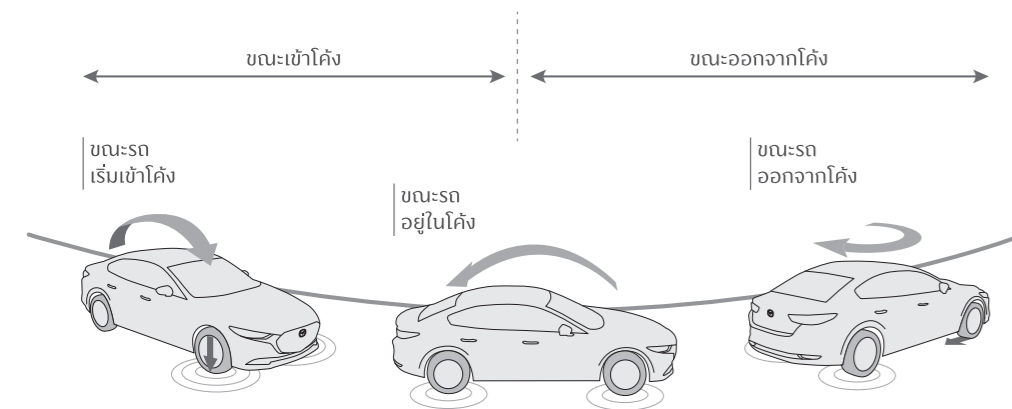 ขณะเข้าโค้ง
ขณะออกจากโค้ง
ขณะรถ
เริ่มเข้าโค้ง
ขณะรถ
อยู่ในโค้ง
ขณะรถ
ออกจากโค้ง